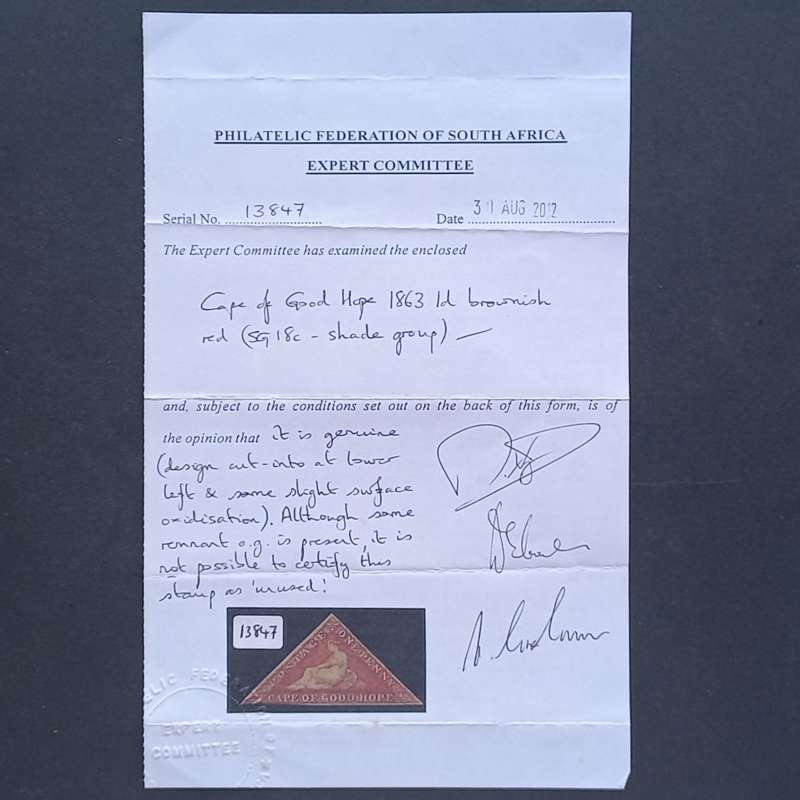 PHILATELIC FEDERATION OF SOUTH AFRICA
EXPERT COMMITTEE
Serial No. 13847
Date 31 AUG 2012
The Expert Committee has examined the enclosed
Cape of Good Hope 1863 1d brownish
red (SG 18c - shade group) —
and, subject to the conditions set out on the back of this form, is of
the opinion that it is genuine
(design cut-into at lower
left & some slight surface
oxidisation). Although some
remnant o.g. is present, it is
not possible to certify this
stamp as 'unused'.
13847
POSTAGE ONE PENNY
CAPE OF GOOD HOPE
EXPERT
COMMITTEE